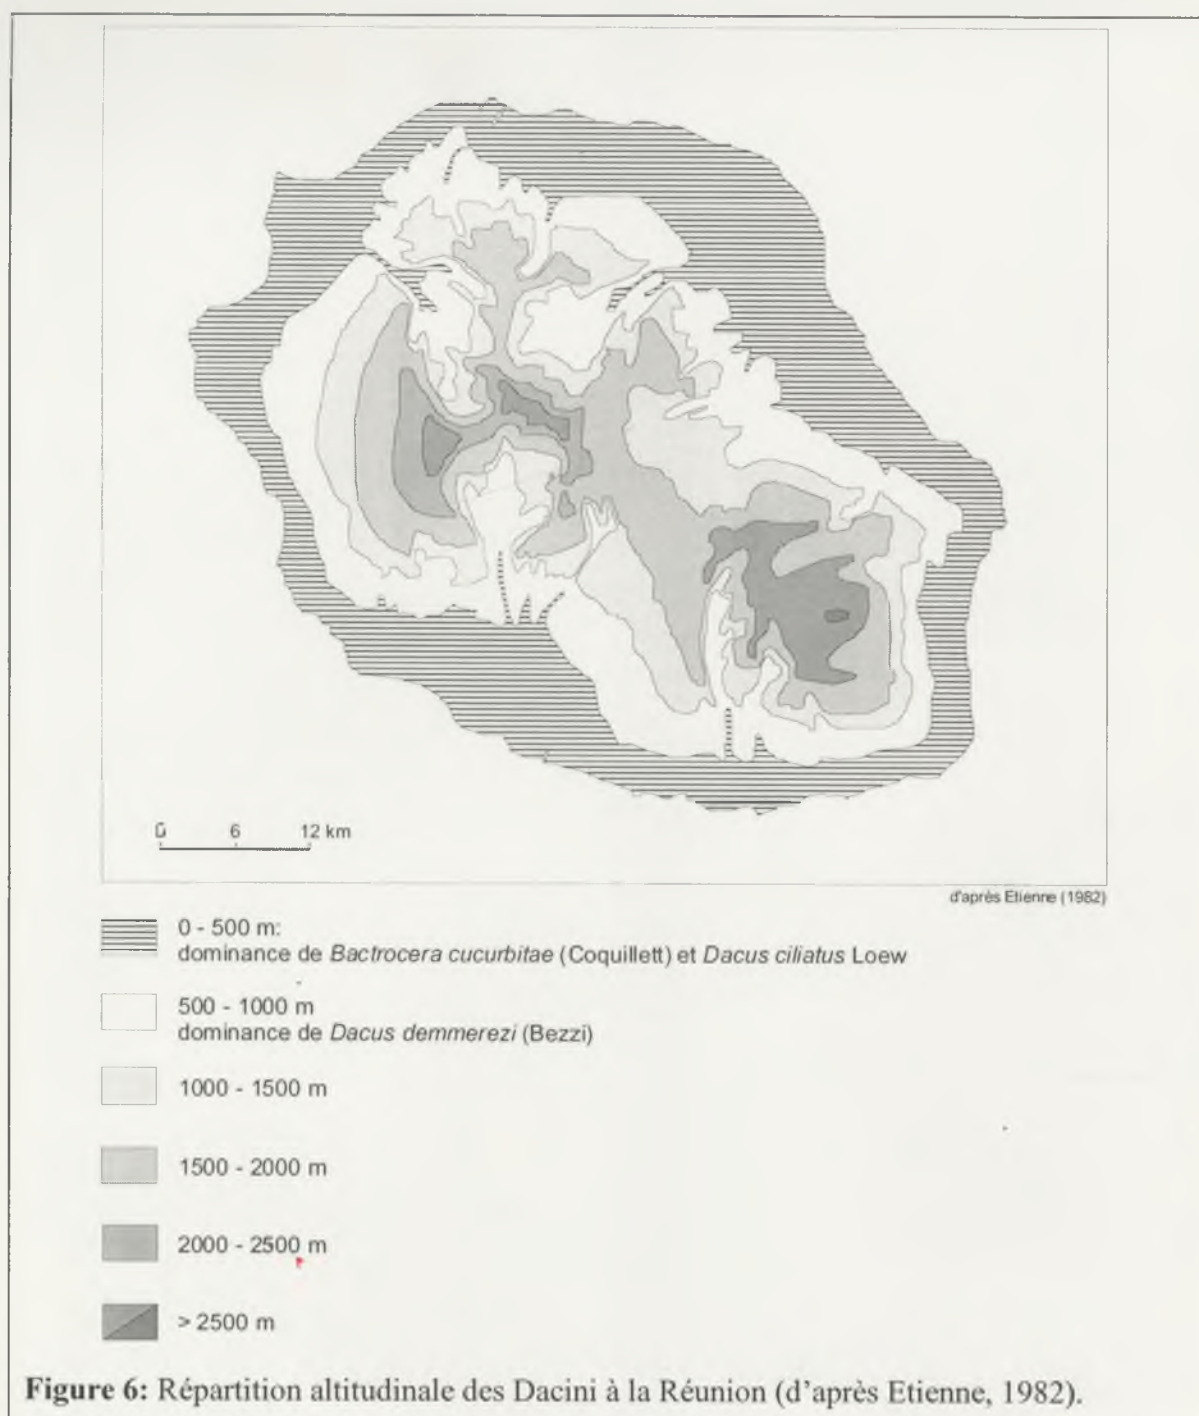 0 6 12 km
d'après Etienne (1982)
0 - 500 m:
dominance de Bactrocera cucurbitae (Coquillett) et Dacus ciliatus Loew
500 - 1000 m
dominance de Dacus demmerezi (Bezzi)
1000 - 1500 m
1500 - 2000 m
2000 - 2500 m
> 2500 m
Figure 6: Répartition altitudinale des Dacini à la Réunion (d'après Etienne, 1982).